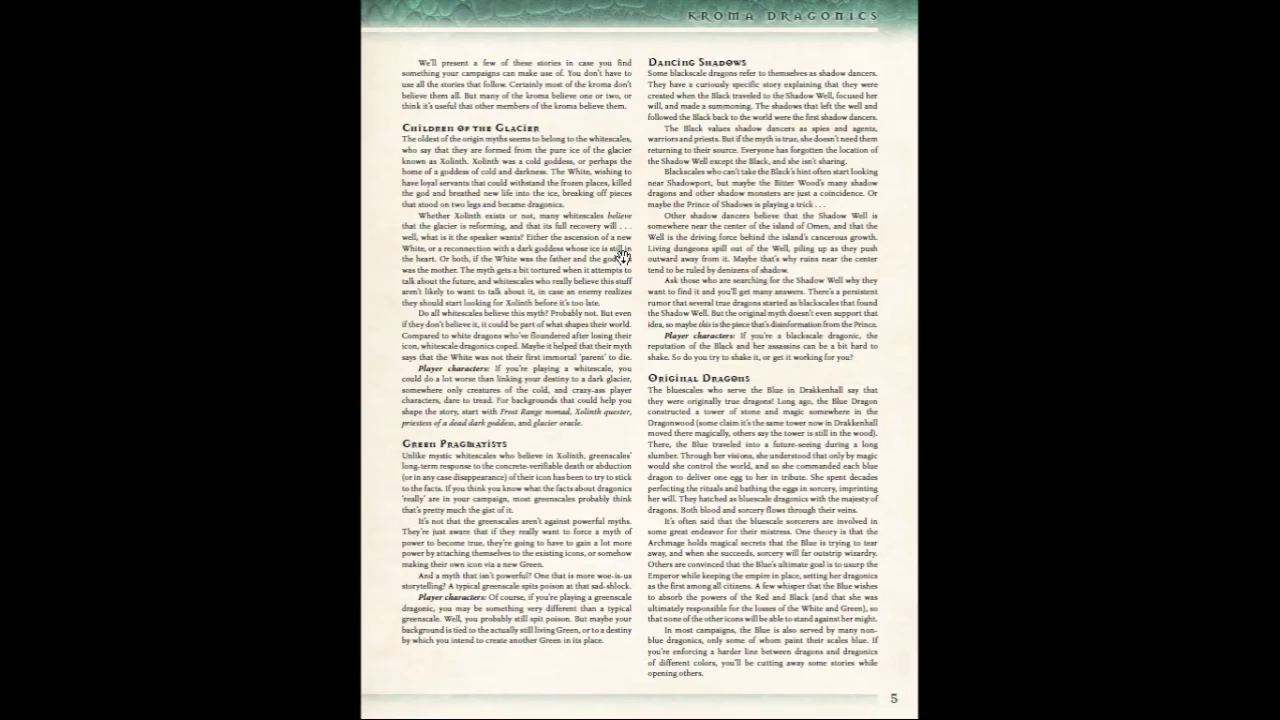 KROMA DRAGONICS
We'll present a few of these stories in case you find
something your campaigns can make use of. You don't have to
use all the stories that follow. Certainly most of the kroma don't
believe them all. But many of the kroma believe one or two, or
think it's useful that other members of the kroma believe them.
Children of the Glacier
The oldest of the origin myths seems to belong to the whitescales,
who say that they are formed from the pure ice of the glacier
known as Xolinth. Xolinth was a cold goddess, or perhaps the
home of a goddess of cold and darkness. The White, wishing to
have loyal servants that could withstand the frozen places, killed
the god and breathed new life into the ice, breaking off pieces
that stood on two legs and became dragonics.
Whether Xolinth exists or not, many whitescales believe
that the glacier is reforming, and that its full recovery will . . .
well, what is it the speaker wants? Either the ascension of a new
White, or a reconnection with a dark goddess whose ice is still in
the heart. Or both, if the White was the father and the
was the mother. The myth gets a bit tortured when it attempts to
talk about the future, and whitescales who really believe this stuff
aren't likely to want to talk about it, in case an enemy realizes
they should start looking for Xolinth before it's too late.
Do all whitescales believe this myth? Probably not. But even
if they don't believe it, it could be part of what shapes their world.
Compared to white dragons who've floundered after losing their
icon, whitescale dragonics coped. Maybe it helped that their myth
says that the White was not their first immortal 'parent' to die.
Player characters: If you're playing a whitescale, you
could do a lot worse than linking your destiny to a dark glacier,
somewhere only creatures of the cold, and crazy-ass player
characters, dare to tread. For backgrounds that could help you
shape the story, start with Frost Range nomad, Xolinth quester,
priestess of a dead dark goddess, and glacier oracle.
Green Pragmatists
Unlike mystic whitescales who believe in Xolinth, greenscales'
long-term response to the concrete-verifiable death or abduction
(or in any case disappearance) of their icon has been to try to stick
to the facts. If you think you know what the facts about dragonics
'really' are in your campaign, most greenscales probably think
that's pretty much the gist of it.
It's not that the greenscales aren't against powerful myths.
They're just aware that if they really want to force a myth of
power to become true, they're going to have to gain a lot more
power by attaching themselves to the existing icons, or somehow
making their own icon via a new Green.
And a myth that isn't powerful? One that is more woe-is-us
storytelling? A typical greenscale spits poison at that sad-shlock.
Player characters: Of course, if you're playing a greenscale
dragonic, you may be something very different than a typical
greenscale. Well, you probably still spit poison. But maybe your
background is tied to the actually still living Green, or to a destiny
by which you intend to create another Green in its place.
Dancing Shadows
Some blackscale dragons refer to themselves as shadow dancers.
They have a curiously specific story explaining that they were
created when the Black traveled to the Shadow Well, focused her
will, and made a summoning. The shadows that left the well and
followed the Black back to the world were the first shadow dancers.
The Black values shadow dancers as spies and agents,
warriors and priests. But if the myth is true, she doesn't need them
returning to their source. Everyone has forgotten the location of
the Shadow Well except the Black, and she isn't sharing.
Blackscales who can't take the Black's hint often start looking
near Shadowport, but maybe the Bitter Wood's many shadow
dragons and other shadow monsters are just a coincidence. Or
maybe the Prince of Shadows is playing a trick . . .
Other shadow dancers believe that the Shadow Well is
somewhere near the center of the island of Omen, and that the
Well is the driving force behind the island's cancerous growth.
Living dungeons spill out of the Well, piling up as they push
outward away from it. Maybe that's why ruins near the center
tend to be ruled by denizens of shadow.
Ask those who are searching for the Shadow Well why they
want to find it and you'll get many answers. There's a persistent
rumor that several true dragons started as blackscales that found
the Shadow Well. But the original myth doesn't even support that
idea, so maybe this is the piece that's disinformation from the Prince.
Player characters: If you're a blackscale dragonic, the
reputation of the Black and her assassins can be a bit hard to
shake. So do you try to shake it, or get it working for you?
Original Dragons
The bluescales who serve the Blue in Drakkenhall say that
they were originally true dragons! Long ago, the Blue Dragon
constructed a tower of stone and magic somewhere in the
Dragonwood (some claim it's the same tower now in Drakkenhall
moved there magically, others say the tower is still in the wood).
There, the Blue traveled into a future-seeing during a long
slumber. Through her visions, she understood that only by magic
would she control the world, and so she commanded each blue
dragon to deliver one egg to her in tribute. She spent decades
perfecting the rituals and bathing the eggs in sorcery, imprinting
her will. They hatched as bluescale dragonics with the majesty of
dragons. Both blood and sorcery flows through their veins.
It's often said that the bluescale sorcerers are involved in
some great endeavor for their mistress. One theory is that the
Archmage holds magical secrets that the Blue is trying to tear
away, and when she succeeds, sorcery will far outstrip wizardry.
Others are convinced that the Blue's ultimate goal is to usurp the
Emperor while keeping the empire in place, setting her dragonics
as the first among all citizens. A few whisper that the Blue wishes
to absorb the powers of the Red and Black (and that she was
ultimately responsible for the losses of the White and Green), so
that none of the other icons will be able to stand against her might.
In most campaigns, the Blue is also served by many non-
blue dragonics, only some of whom paint their scales blue. If
you're enforcing a harder line between dragons and dragonics
of different colors, you'll be cutting away some stories while
opening others.
5